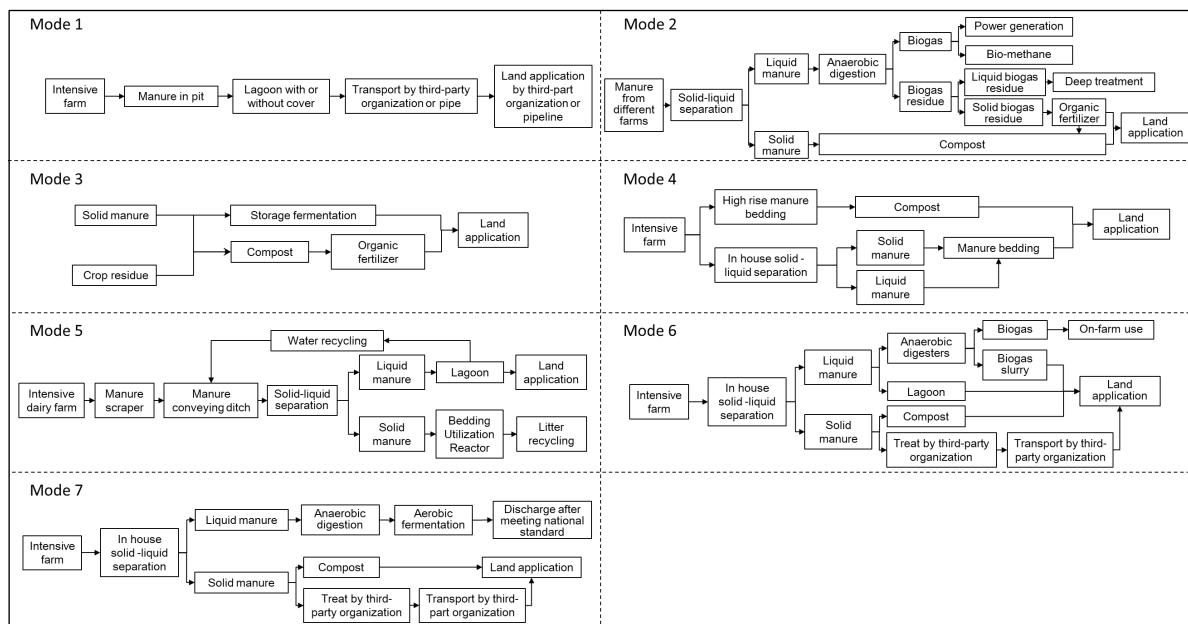 Mode 1
Intensive
farm
Manure in pit
Lagoon with or
without cover
Transport by third-party
organization or pipe
Land application
by third-part
organization or
pipeline
Mode 2
Manure
from
different
farms
Solid-liquid
separation
Liquid
manure
Anaerobic
digestion
Biogas
Power generation
Bio-methane
Biogas
residue
Liquid biogas
residue
Deep treatment
Solid biogas
residue
Organic
fertilizer
Solid
manure
Compost
Land
application
Mode 3
Solid manure
Crop residue
Storage fermentation
Compost
Organic
fertilizer
Land
application
Mode 4
Intensive
farm
High rise manure
bedding
Compost
In house solid -
liquid separation
Solid
manure
Liquid
manure
Manure bedding
Land
application
Mode 5
Water recycling
Intensive
dairy farm
Manure
scraper
Manure
conveying ditch
Solid-liquid
separation
Liquid
manure
Lagoon
Land
application
Solid
manure
Bedding
Utilization
Reactor
Litter
recycling
Mode 6
Intensive
farm
In house
solid -liquid
separation
Liquid
manure
Anaerobic
digesters
Biogas
On-farm use
Biogas
slurry
Lagoon
Solid
manure
Compost
Treat by third-party
organization
Transport by third-
party organization
Land
application
Mode 7
Intensive
farm
In house
solid -liquid
separation
Liquid manure
Anaerobic
digestion
Aerobic
fermentation
Discharge after
meeting national
standard
Solid manure
Compost
Land application
Treat by third-
party organization
Transport by third-
part organization